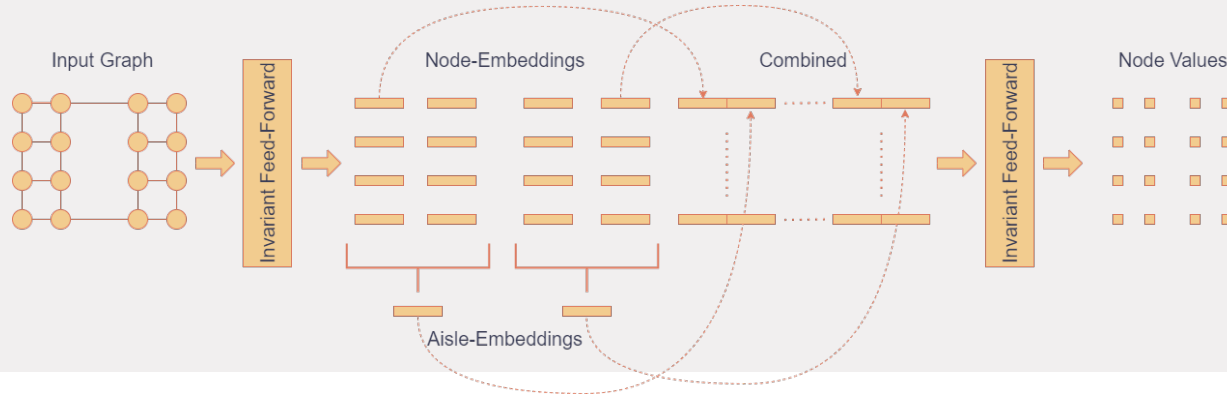 Input Graph
Invariant Feed-Forward
Node-Embeddings
Aisle-Embeddings
Combined
Invariant Feed-Forward
Node Values